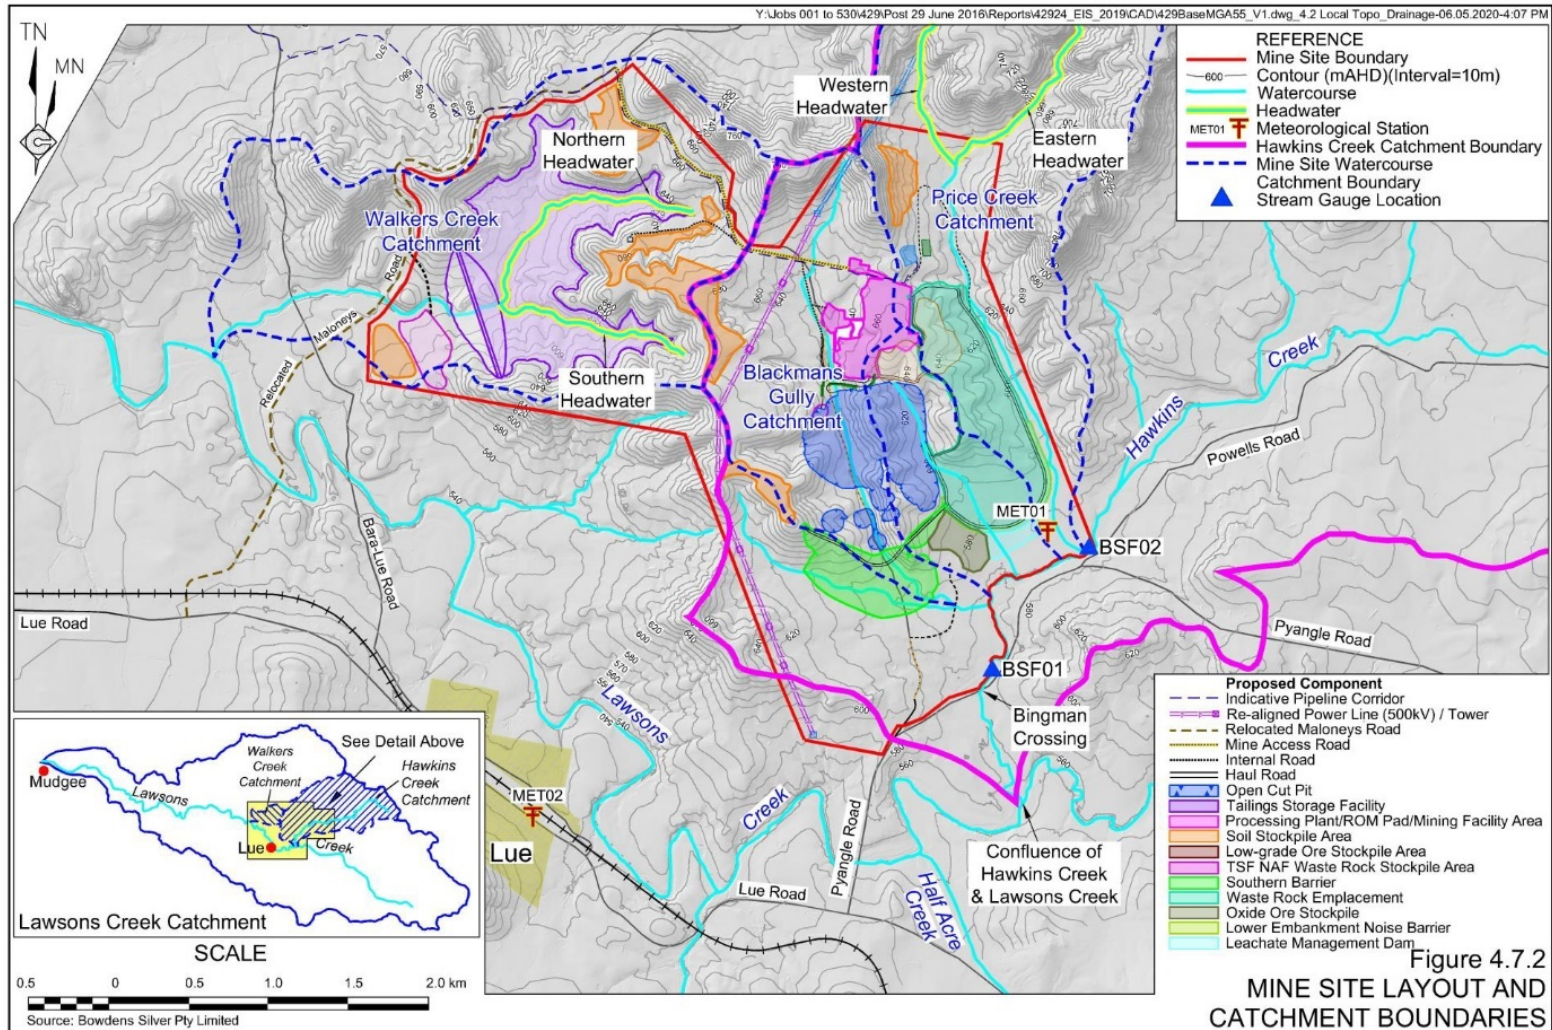 Y:\Jobs 001 to 530\429\Post 29 June 2016\Reports\42924_EIS_2019\CAD\429BaseMGA55_V1.dwg_4.2 Local Topo_Drainage-06.05.2020-4:07 PM
TN
MN
REFERENCE
Mine Site Boundary
600
Contour (mAHD)(Interval=10m)
Watercourse
Headwater
MET01
Meteorological Station
Hawkins Creek Catchment Boundary
Mine Site Watercourse
Catchment Boundary
Stream Gauge Location
Western
Headwater
Eastern
Headwater
Northern
Headwater
Walkers Creek
Catchment
Price Creek
Catchment
Southern
Headwater
Blackmans
Gully
Catchment
Relocated
Maloneys
Road
Hawkins
Creek
Powells Road
Bara-Lue Road
MET01
BSF02
BSF01
Pyangle Road
Bingman
Crossing
Lue Road
Lawsons
Creek
MET02
Lue
Lue Road
Pyangle Road
Half Acre
Creek
Confluence of
Hawkins Creek
& Lawsons Creek
Proposed Component
Indicative Pipeline Corridor
Re-aligned Power Line (500kV) / Tower
Relocated Maloneys Road
Mine Access Road
Internal Road
Haul Road
Open Cut Pit
Tailings Storage Facility
Processing Plant/ROM Pad/Mining Facility Area
Soil Stockpile Area
Low-grade Ore Stockpile Area
TSF NAF Waste Rock Stockpile Area
Southern Barrier
Waste Rock Emplacement
Oxide Ore Stockpile
Lower Embankment Noise Barrier
Leachate Management Dam
See Detail Above
Walkers
Creek
Catchment
Hawkins
Creek
Catchment
Mudgee
Lawsons
Lue
Creek
Lawsons Creek Catchment
SCALE
0.5 0 0.5 1.0 1.5 2.0 km
Source: Bowdens Silver Pty Limited
Figure 4.7.2
MINE SITE LAYOUT AND
CATCHMENT BOUNDARIES